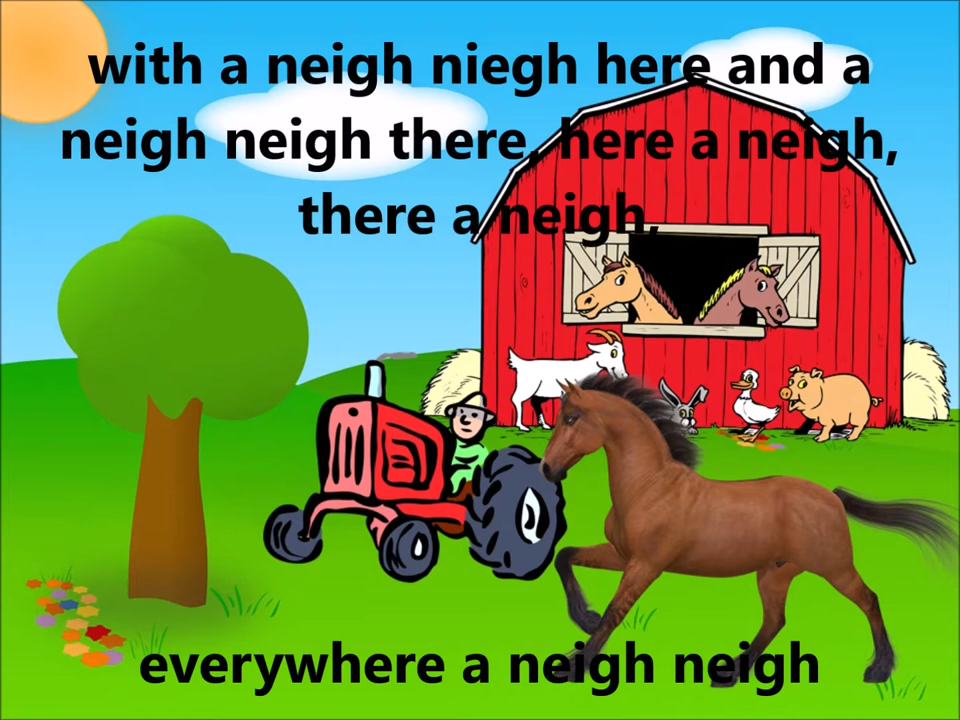 with a neigh niegh here and a
neigh neigh there, here a neigh,
there a neigh,
everywhere a neigh neigh